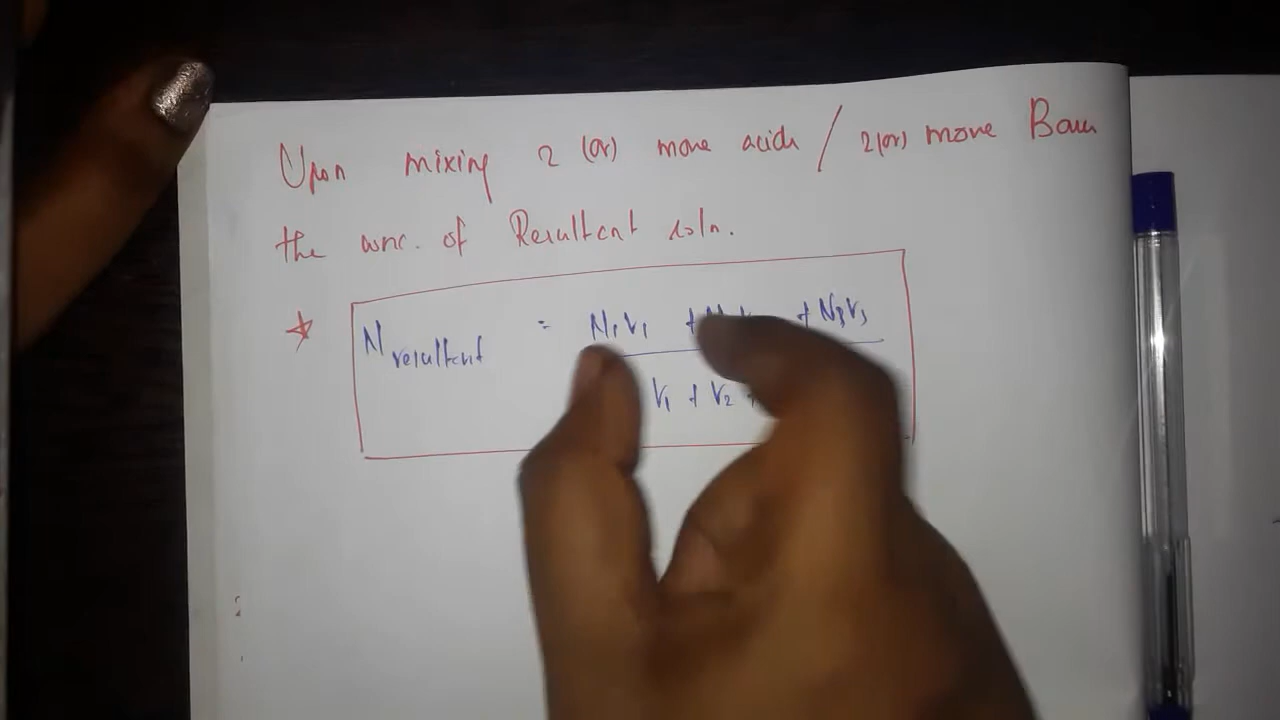 Upon mixing 2 (or) more acids / 2(or) more Bases
the conc. of Resultant soln.
N resultant = N1V1 + + N3V3
V1 + V2 +